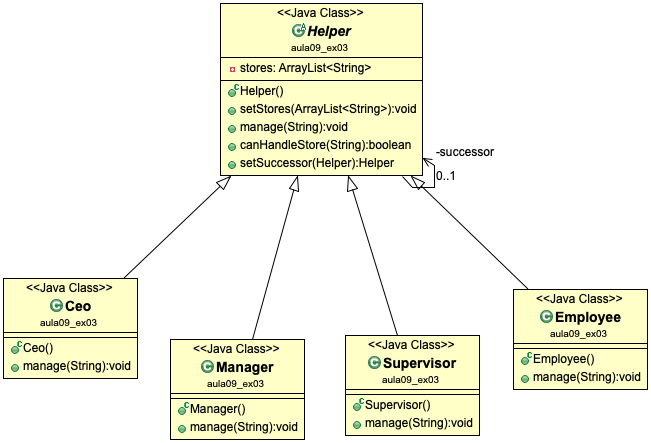 <<Java Class>>
Helper
aula09_ex03
stores: ArrayList<String>
Helper()
setStores(ArrayList<String>):void
manage(String):void
canHandleStore(String):boolean
setSuccessor(Helper):Helper
-successor
0..1
<<Java Class>>
Ceo
aula09_ex03
Ceo()
manage(String):void
<<Java Class>>
Manager
aula09_ex03
Manager()
manage(String):void
<<Java Class>>
Supervisor
aula09_ex03
Supervisor()
manage(String):void
<<Java Class>>
Employee
aula09_ex03
Employee()
manage(String):void